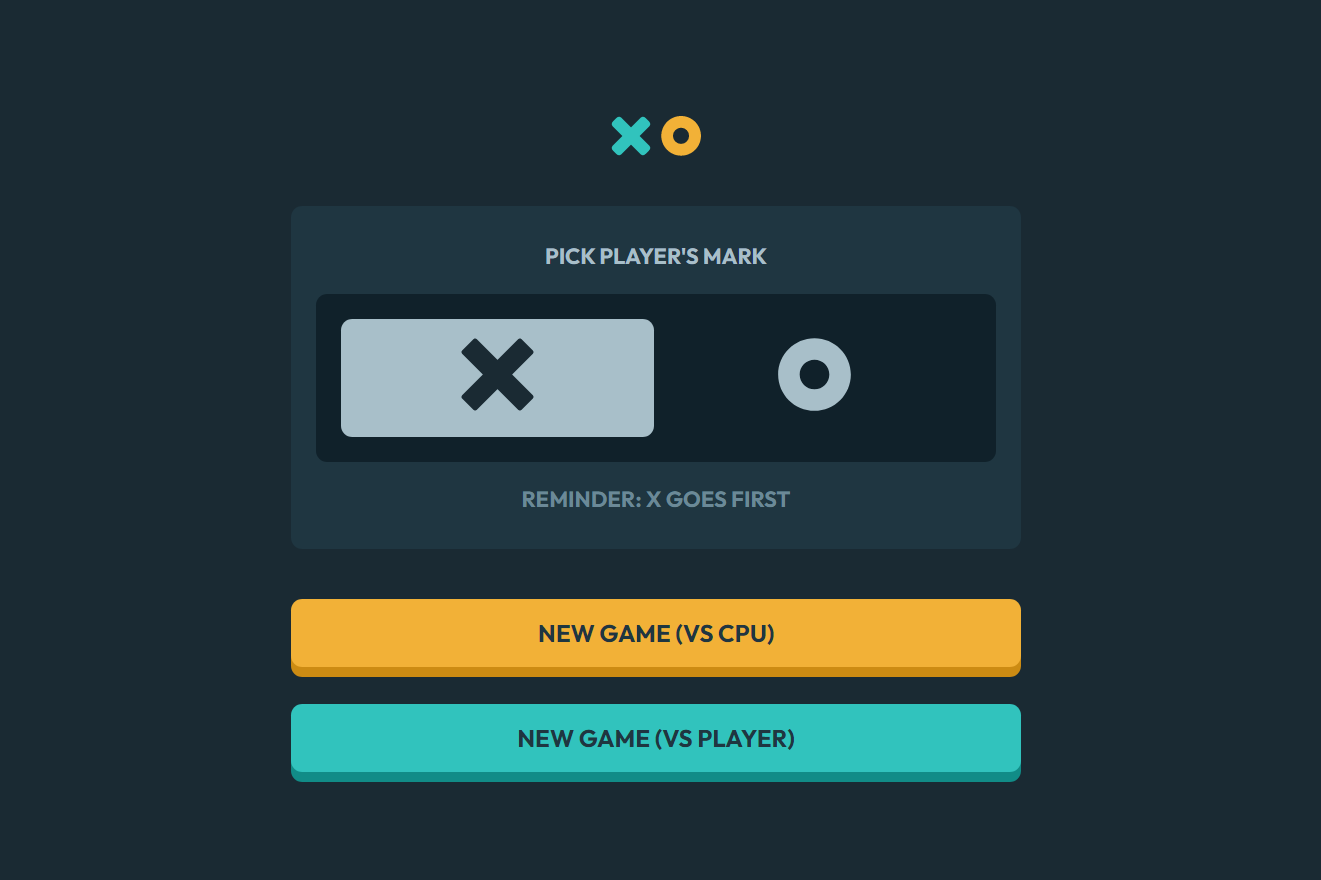 PICK PLAYER'S MARK
REMINDER: X GOES FIRST
NEW GAME (VS CPU)
NEW GAME (VS PLAYER)